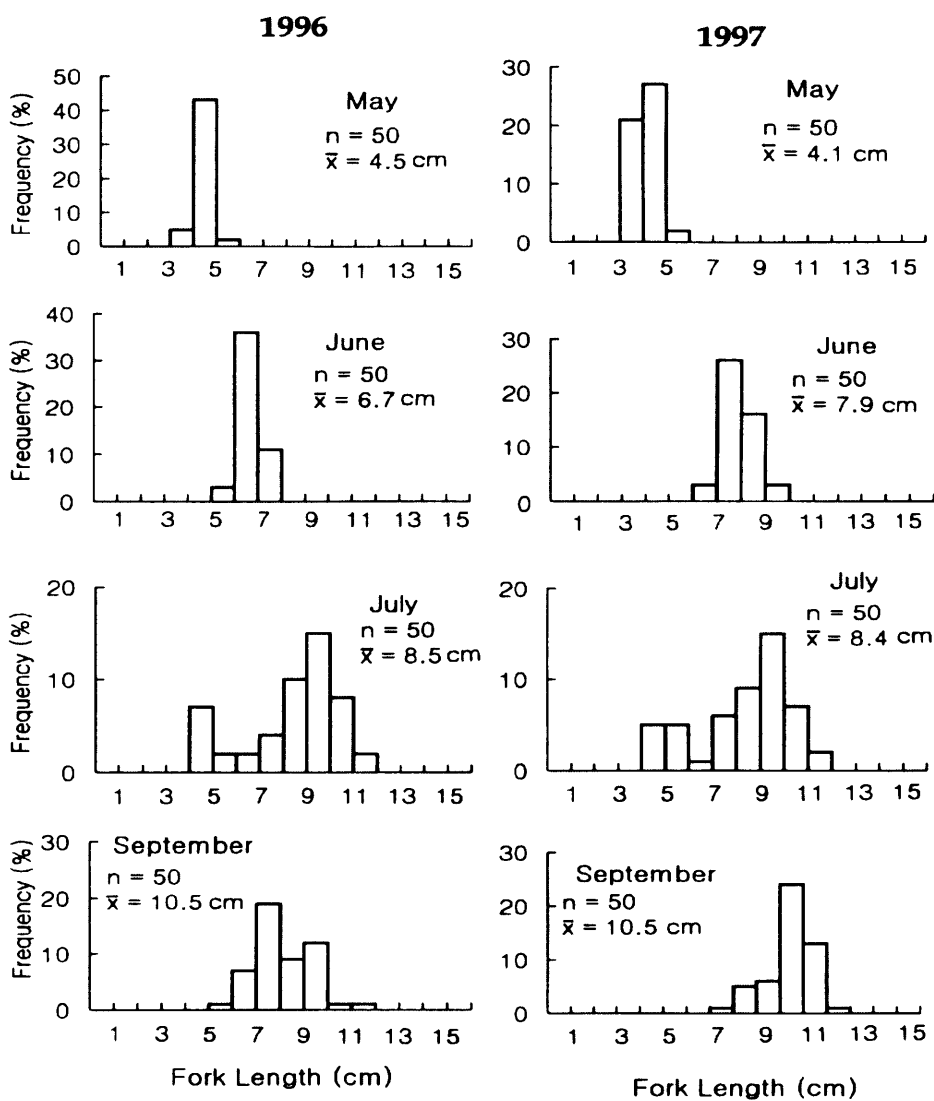 1996
1997
Frequency (%)
50
40
30
20
10
0
May
n = 50
x̄ = 4.5 cm
1 3 5 7 9 11 13 15
30
20
10
0
May
n = 50
x̄ = 4.1 cm
1 3 5 7 9 11 13 15
Frequency (%)
40
30
20
10
0
June
n = 50
x̄ = 6.7 cm
1 3 5 7 9 11 13 15
30
20
10
0
June
n = 50
x̄ = 7.9 cm
1 3 5 7 9 11 13 15
Frequency (%)
20
10
0
July
n = 50
x̄ = 8.5 cm
1 3 5 7 9 11 13 15
20
10
0
July
n = 50
x̄ = 8.4 cm
1 3 5 7 9 11 13 15
Frequency (%)
30
20
10
0
September
n = 50
x̄ = 10.5 cm
1 3 5 7 9 11 13 15
Fork Length (cm)
30
20
10
0
September
n = 50
x̄ = 10.5 cm
1 3 5 7 9 11 13 15
Fork Length (cm)